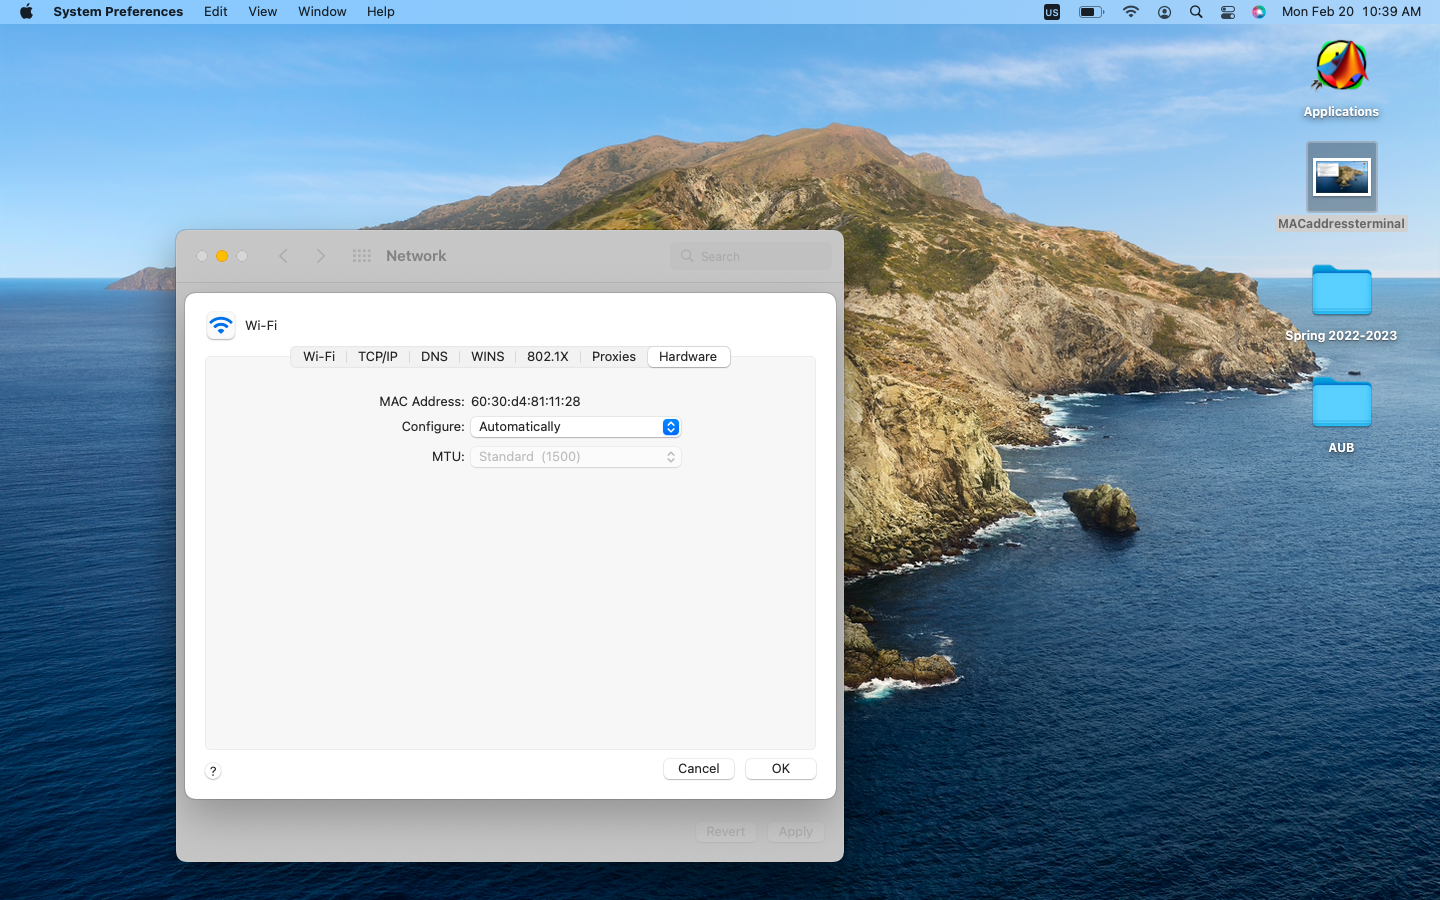 System Preferences Edit View Window Help US Mon Feb 20 10:39 AM
Applications
MACaddressterminal
Spring 2022-2023
AUB
Network Search
Wi-Fi
Wi-Fi TCP/IP DNS WINS 802.1X Proxies Hardware
MAC Address: 60:30:d4:81:11:28
Configure: Automatically
MTU: Standard (1500)
? Cancel OK
Revert Apply